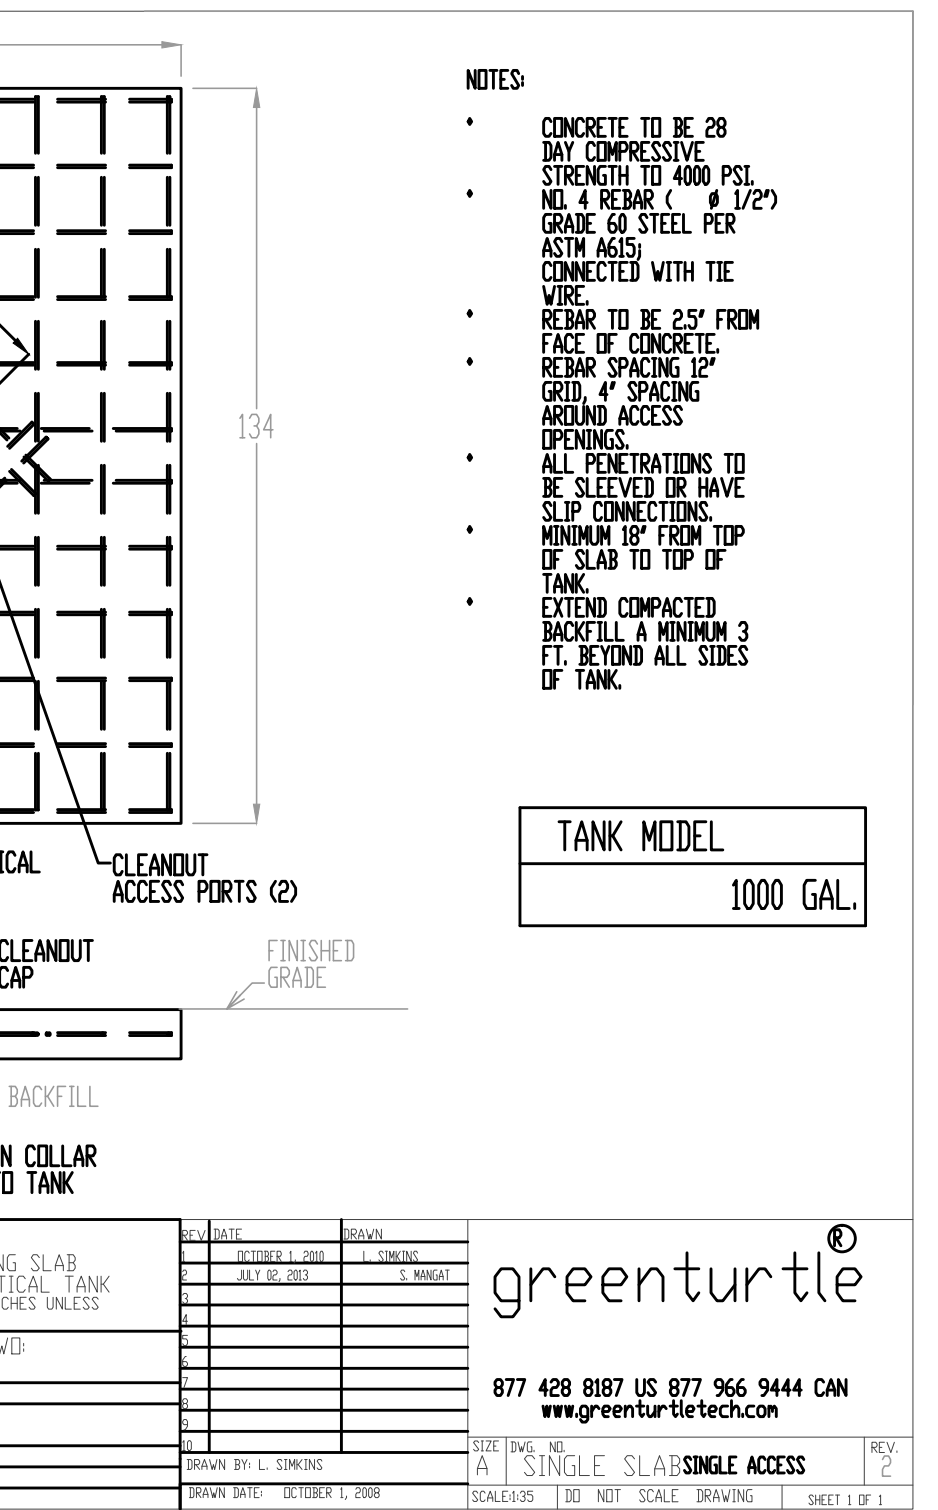 NOTES:
CONCRETE TO BE 28
DAY COMPRESSIVE
STRENGTH TO 4000 PSI.
NO. 4 REBAR ( ø 1/2")
GRADE 60 STEEL PER
ASTM A615;
CONNECTED WITH TIE
WIRE.
REBAR TO BE 2.5" FROM
FACE OF CONCRETE.
REBAR SPACING 12"
GRID, 4" SPACING
AROUND ACCESS
OPENINGS.
ALL PENETRATIONS TO
BE SLEEVED OR HAVE
SLIP CONNECTIONS.
MINIMUM 18" FROM TOP
OF SLAB TO TOP OF
TANK.
EXTEND COMPACTED
BACKFILL A MINIMUM 3
FT. BEYOND ALL SIDES
OF TANK.
134
TANK MODEL
1000 GAL.
ICAL
CLEANOUT
ACCESS PORTS (2)
CLEANOUT
CAP
FINISHED
GRADE
BACKFILL
N COLLAR
TO TANK
NG SLAB
TICAL TANK
CHES UNLESS
WO:
REV DATE DRAWN
1 OCTOBER 1, 2010 L. SIMKINS
2 JULY 02, 2013 S. MANGAT
3
4
5
6
7
8
9
10
DRAWN BY: L. SIMKINS
DRAWN DATE: OCTOBER 1, 2008
greenturtle ®
877 428 8187 US 877 966 9444 CAN
www.greenturtletech.com
SIZE DWG. NO. REV.
A SINGLE SLAB SINGLE ACCESS 2
SCALE:1:35 DO NOT SCALE DRAWING SHEET 1 OF 1